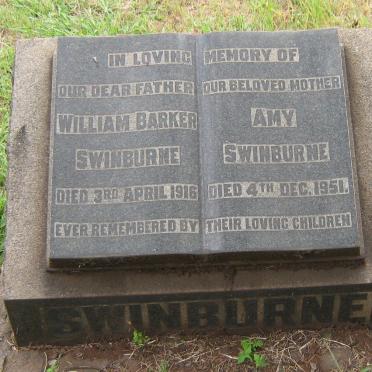 IN LOVING MEMORY OF
OUR DEAR FATHER
WILLIAM BARKER
SWINBURNE
DIED 3RD APRIL 1916
OUR BELOVED MOTHER
AMY
SWINBURNE
DIED 4TH DEC. 1951.
EVER REMEMBERED BY THEIR LOVING CHILDREN
SWINBURNE